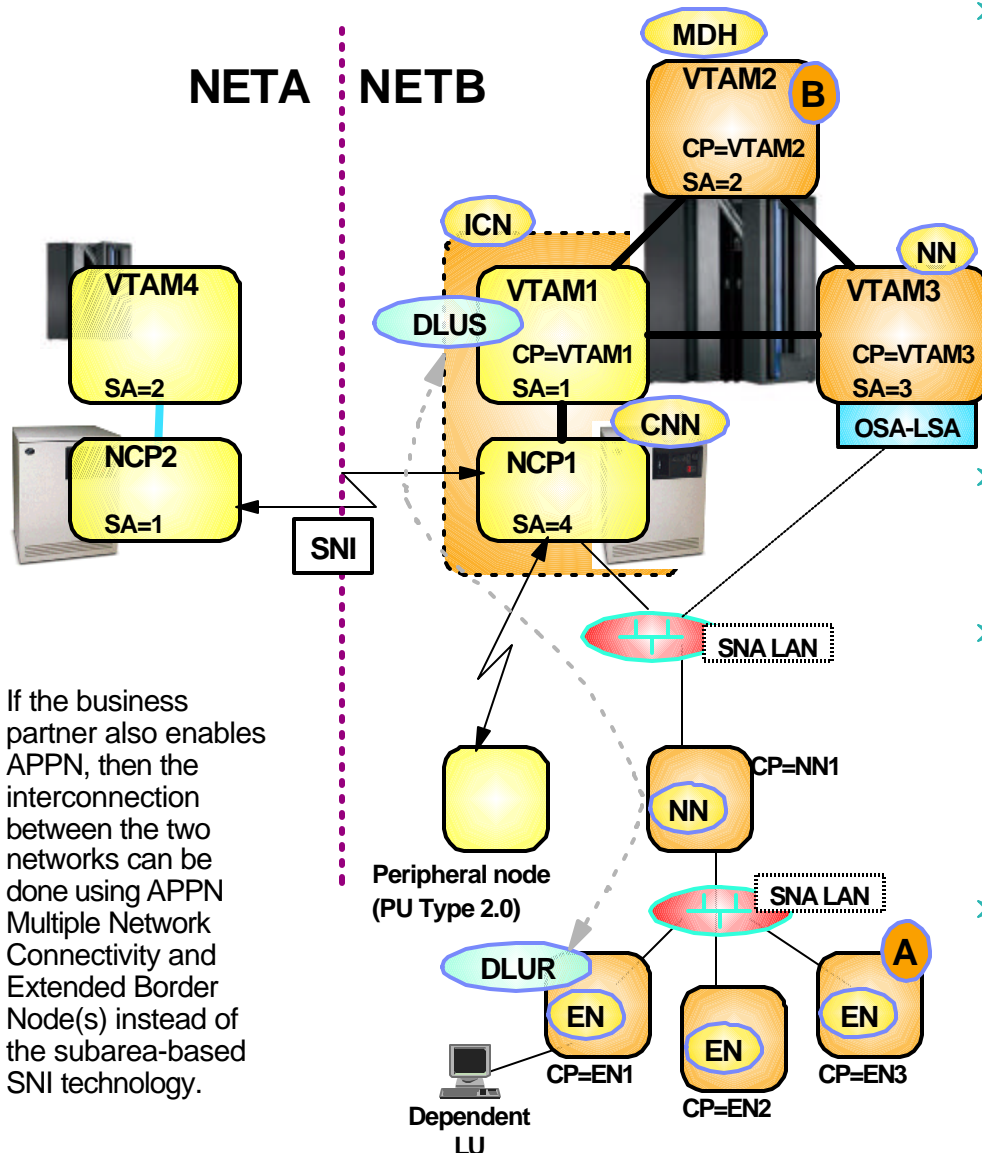 NETA
NETB
MDH
VTAM2
B
CP=VTAM2
SA=2
ICN
NN
VTAM4
VTAM1
VTAM3
DLUS
CP=VTAM1
CP=VTAM3
SA=2
SA=1
SA=3
CNN
OSA-LSA
NCP2
NCP1
SA=1
SA=4
SNI
SNA LAN
If the business
partner also enables
APPN, then the
interconnection
between the two
networks can be
done using APPN
Multiple Network
Connectivity and
Extended Border
Node(s) instead of
the subarea-based
SNI technology.
CP=NN1
NN
Peripheral node
(PU Type 2.0)
SNA LAN
A
DLUR
EN
EN
EN
CP=EN1
CP=EN2
CP=EN3
Dependent
LU